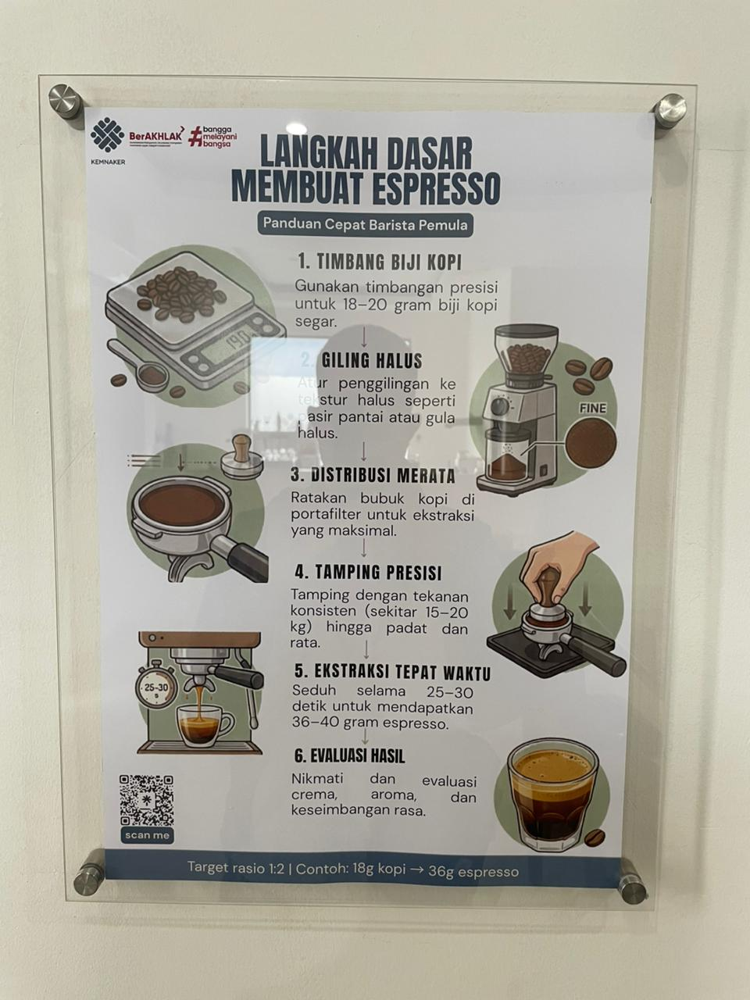 KEMNAKER
BerAKHLAK
#bangga
melayani
bangsa
LANGKAH DASAR
MEMBUAT ESPRESSO
Panduan Cepat Barista Pemula
1. TIMBANG BIJI KOPI
Gunakan timbangan presisi
untuk 18–20 gram biji kopi
segar.
19.0
2. GILING HALUS
Atur penggilingan ke
tekstur halus seperti
pasir pantai atau gula
halus.
FINE
3. DISTRIBUSI MERATA
Ratakan bubuk kopi di
portafilter untuk ekstraksi
yang maksimal.
4. TAMPING PRESISI
Tamping dengan tekanan
konsisten (sekitar 15–20
kg) hingga padat dan
rata.
5. EKSTRAKSI TEPAT WAKTU
Seduh selama 25–30
detik untuk mendapatkan
36–40 gram espresso.
25-30
s
6. EVALUASI HASIL
Nikmati dan evaluasi
crema, aroma, dan
keseimbangan rasa.
scan me
Target rasio 1:2 | Contoh: 18g kopi → 36g espresso